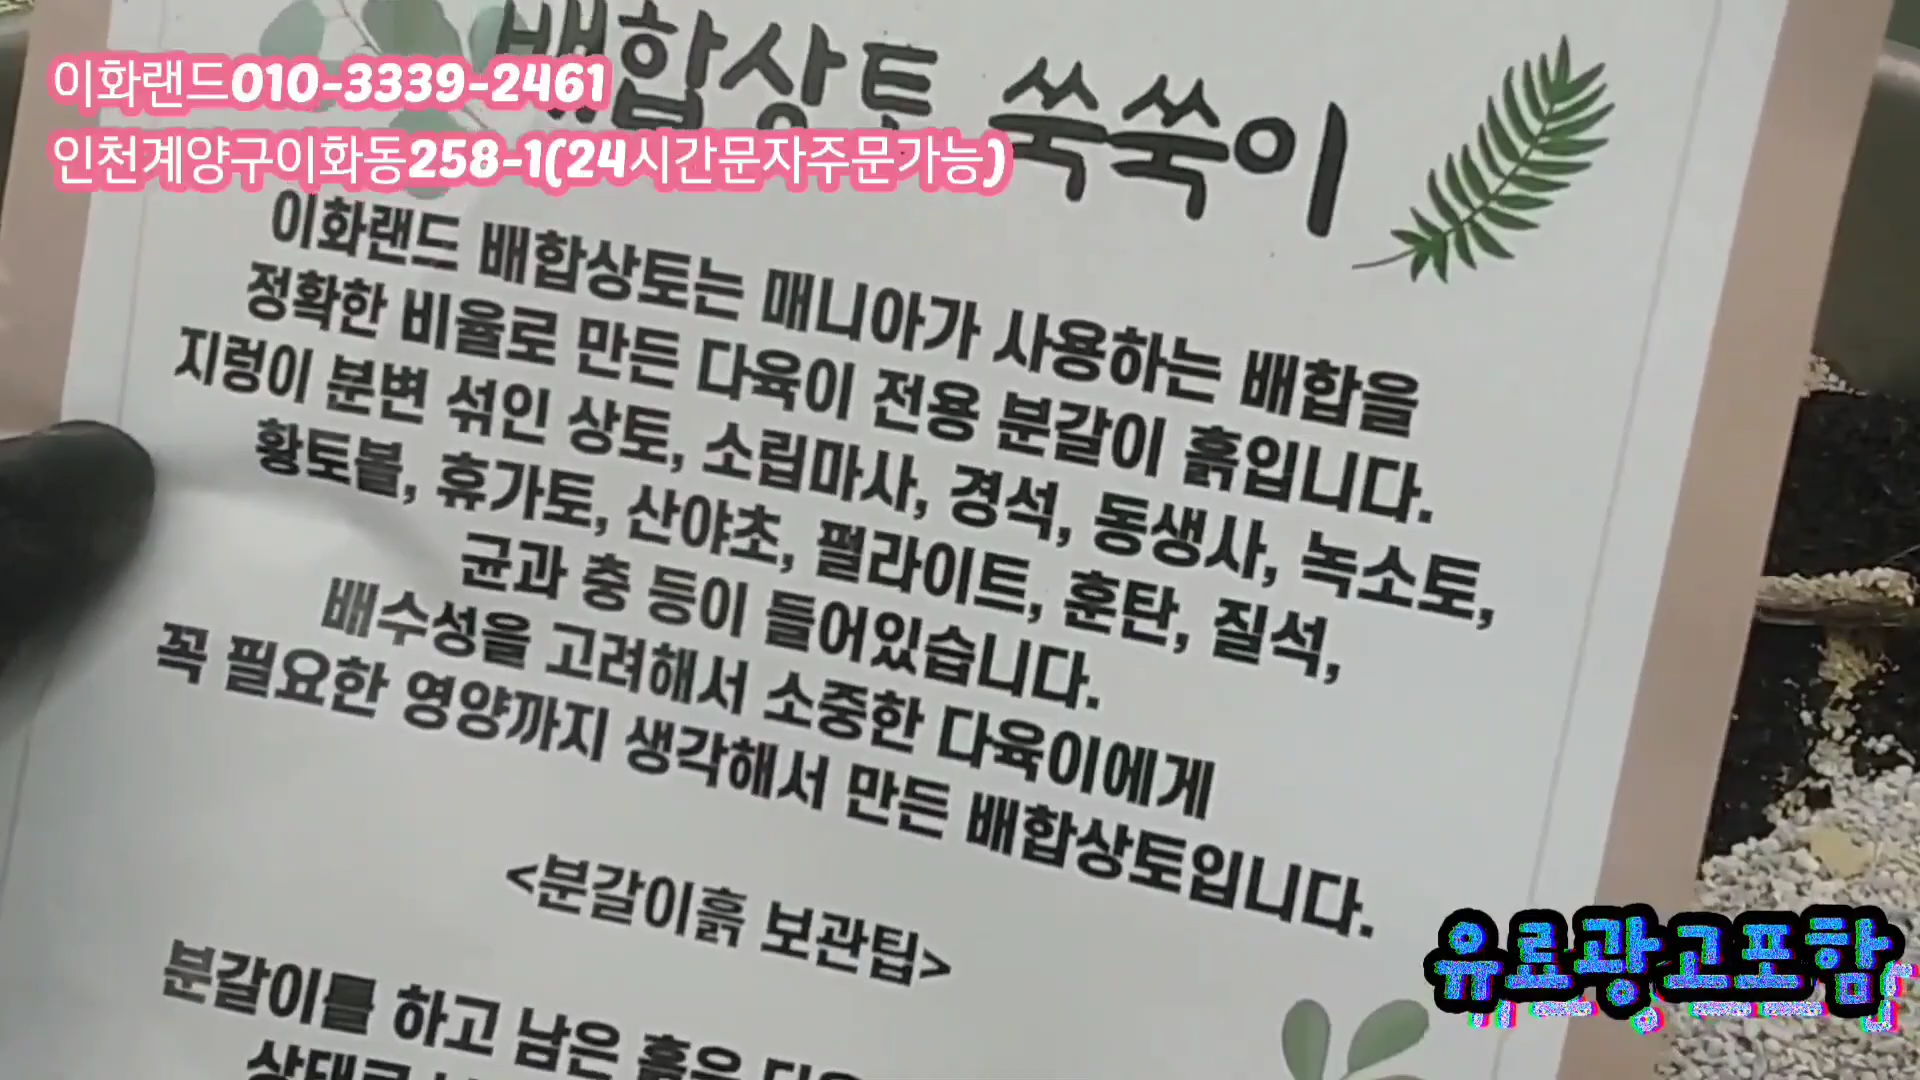 이화랜드010-3339-2461
인천계양구이화동258-1(24시간문자주문가능)
배합상토 쑥쑥이
이화랜드 배합상토는 매니아가 사용하는 배합을
정확한 비율로 만든 다육이 전용 분갈이 흙입니다.
지렁이 분변 섞인 상토, 소립마사, 경석, 동생사, 녹소토,
황토볼, 휴가토, 산야초, 펄라이트, 훈탄, 질석,
균과 충 등이 들어있습니다.
배수성을 고려해서 소중한 다육이에게
꼭 필요한 영양까지 생각해서 만든 배합상토입니다.
<분갈이흙 보관팁>
분갈이를 하고 남은 흙은
유료광고포함